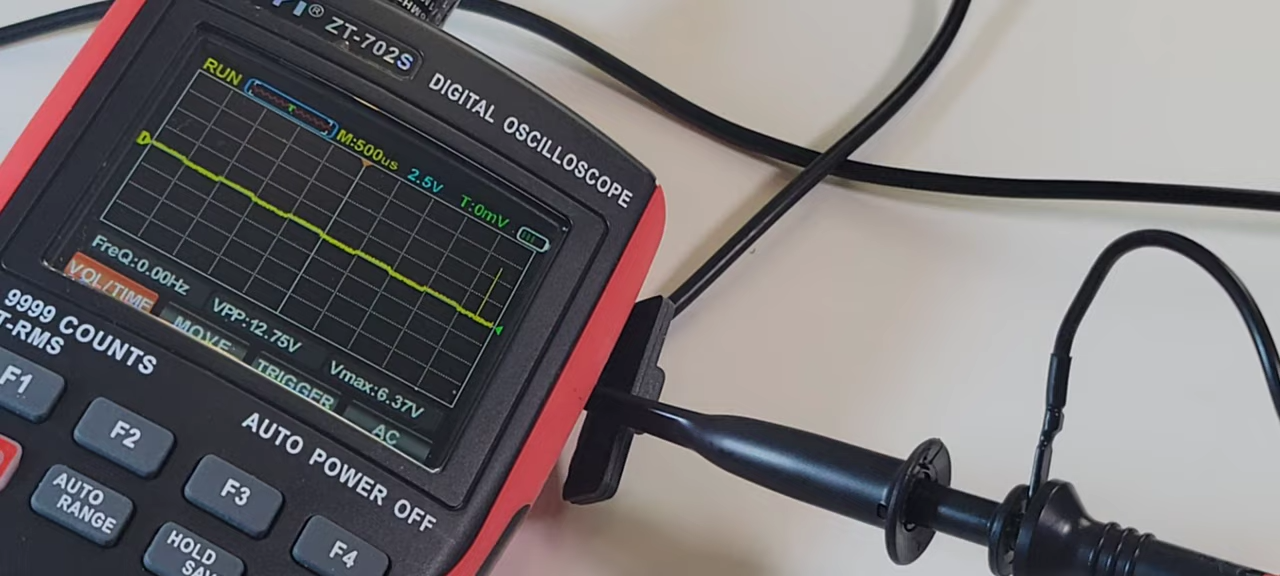 ZT-702S
DIGITAL OSCILLOSCOPE
RUN
M:500us
2.5V
T:0mV
D
FreQ:0.00Hz
VPP:12.75V
Vmax:6.37V
VOL/TIME
MOVE
TRIGGER
AC
9999 COUNTS
T-RMS
AUTO POWER OFF
F1
F2
F3
F4
AUTO
RANGE
HOLD